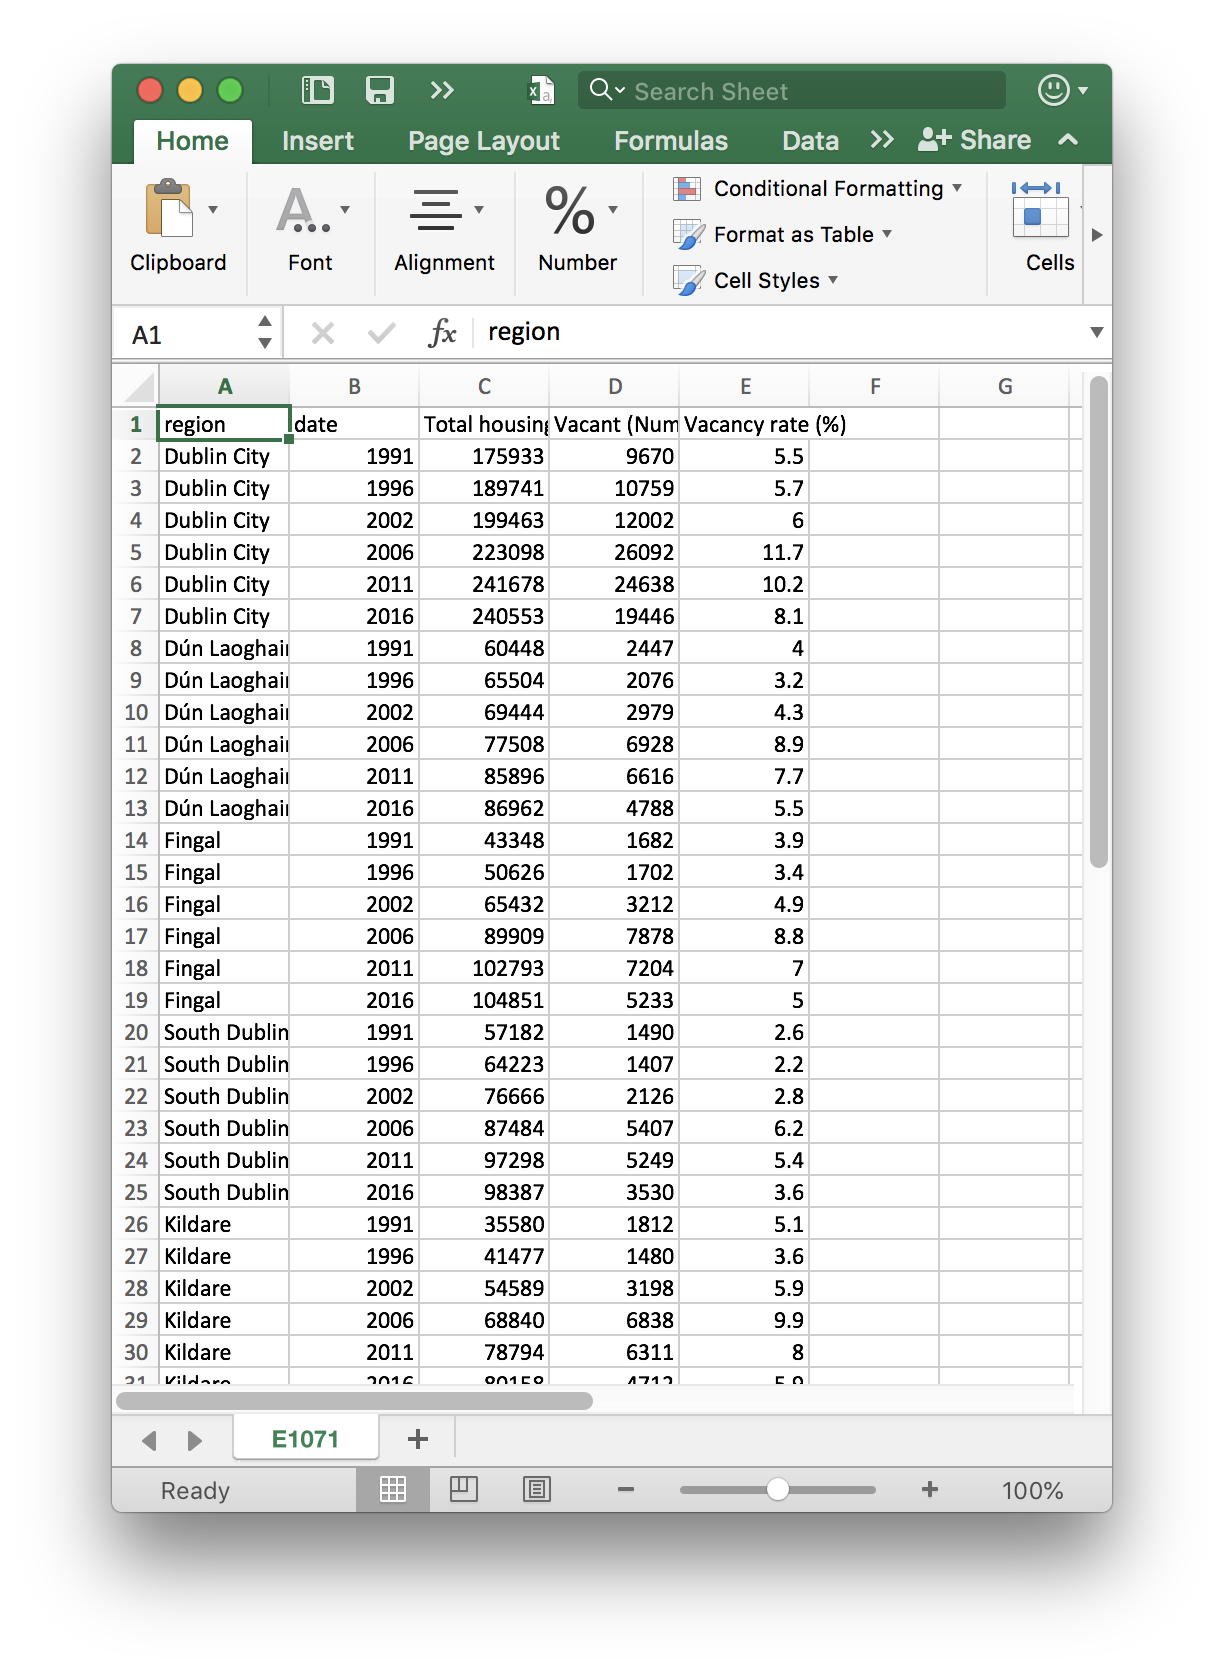 Search Sheet
Home Insert Page Layout Formulas Data Share
Clipboard Font Alignment % Number Conditional Formatting Format as Table Cell Styles Cells
A1 fx region
A B C D E F G
1 region date Total housing Vacant (Num Vacancy rate (%)
2 Dublin City 1991 175933 9670 5.5
3 Dublin City 1996 189741 10759 5.7
4 Dublin City 2002 199463 12002 6
5 Dublin City 2006 223098 26092 11.7
6 Dublin City 2011 241678 24638 10.2
7 Dublin City 2016 240553 19446 8.1
8 Dún Laoghair 1991 60448 2447 4
9 Dún Laoghair 1996 65504 2076 3.2
10 Dún Laoghair 2002 69444 2979 4.3
11 Dún Laoghair 2006 77508 6928 8.9
12 Dún Laoghair 2011 85896 6616 7.7
13 Dún Laoghair 2016 86962 4788 5.5
14 Fingal 1991 43348 1682 3.9
15 Fingal 1996 50626 1702 3.4
16 Fingal 2002 65432 3212 4.9
17 Fingal 2006 89909 7878 8.8
18 Fingal 2011 102793 7204 7
19 Fingal 2016 104851 5233 5
20 South Dublin 1991 57182 1490 2.6
21 South Dublin 1996 64223 1407 2.2
22 South Dublin 2002 76666 2126 2.8
23 South Dublin 2006 87484 5407 6.2
24 South Dublin 2011 97298 5249 5.4
25 South Dublin 2016 98387 3530 3.6
26 Kildare 1991 35580 1812 5.1
27 Kildare 1996 41477 1480 3.6
28 Kildare 2002 54589 3198 5.9
29 Kildare 2006 68840 6838 9.9
30 Kildare 2011 78794 6311 8
31 Kildare 2016 80158 4712 5.9
E1071 +
Ready 100%